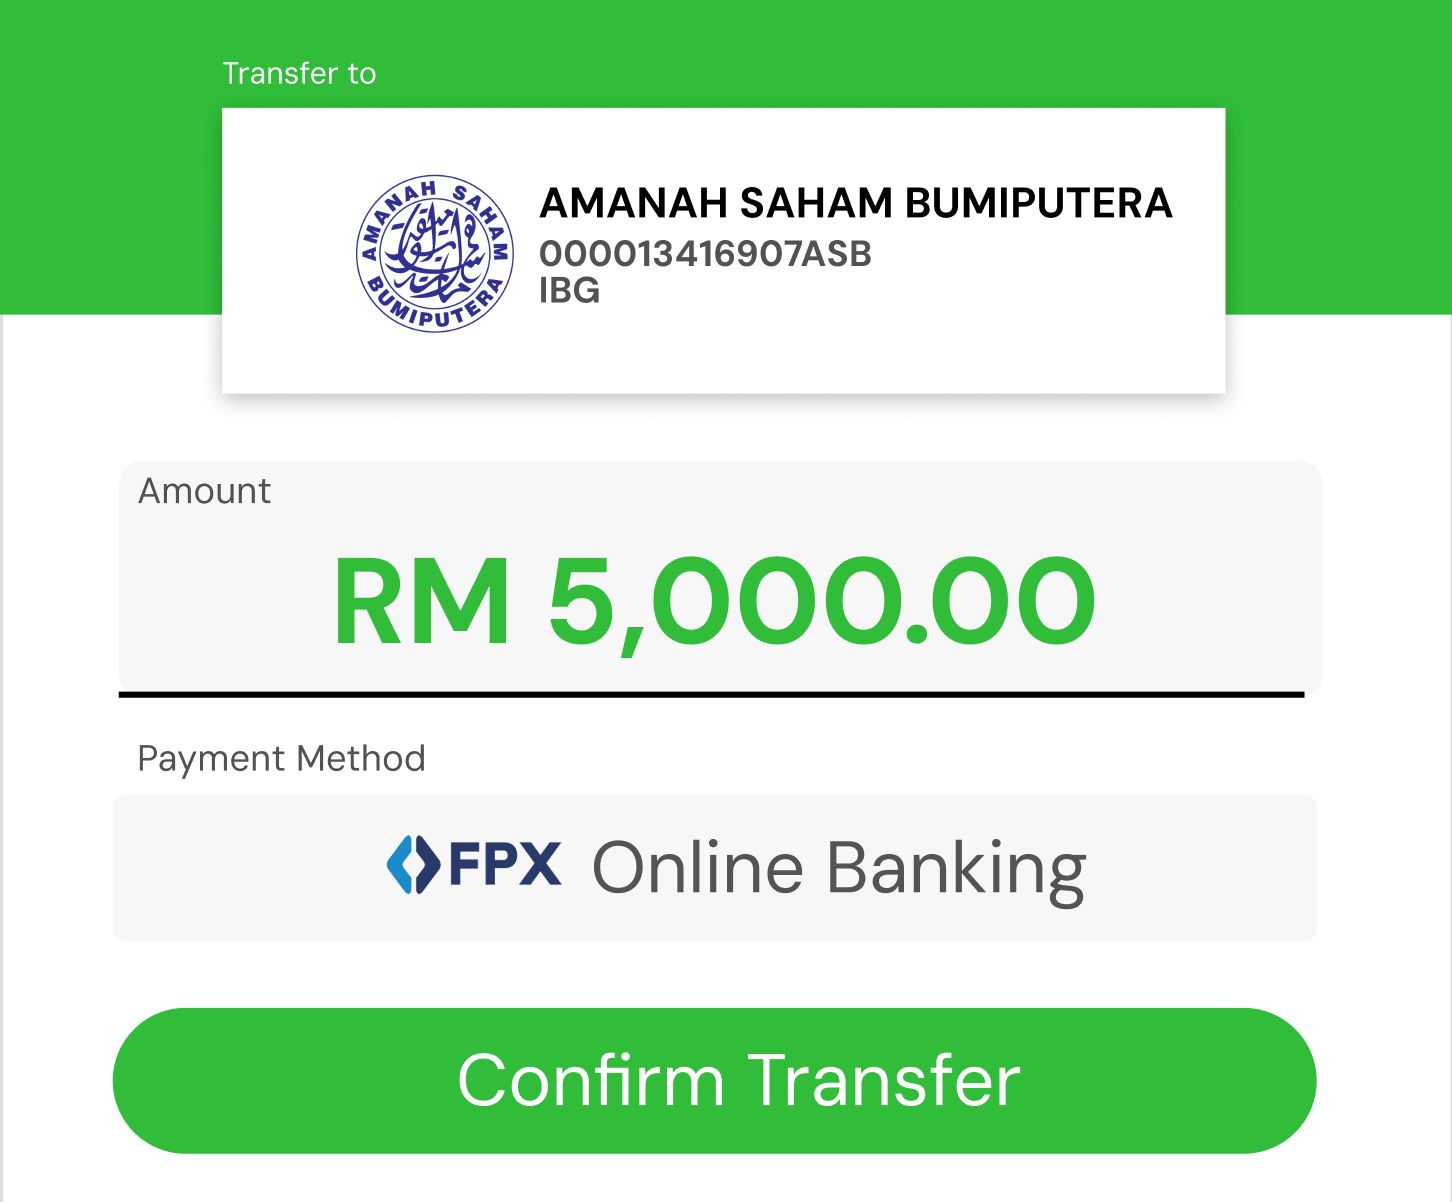 Transfer to
AMANAH SAHAM BUMIPUTERA
AMANAH SAHAM BUMIPUTERA
000013416907ASB
IBG
Amount
RM 5,000.00
Payment Method
FPX Online Banking
Confirm Transfer